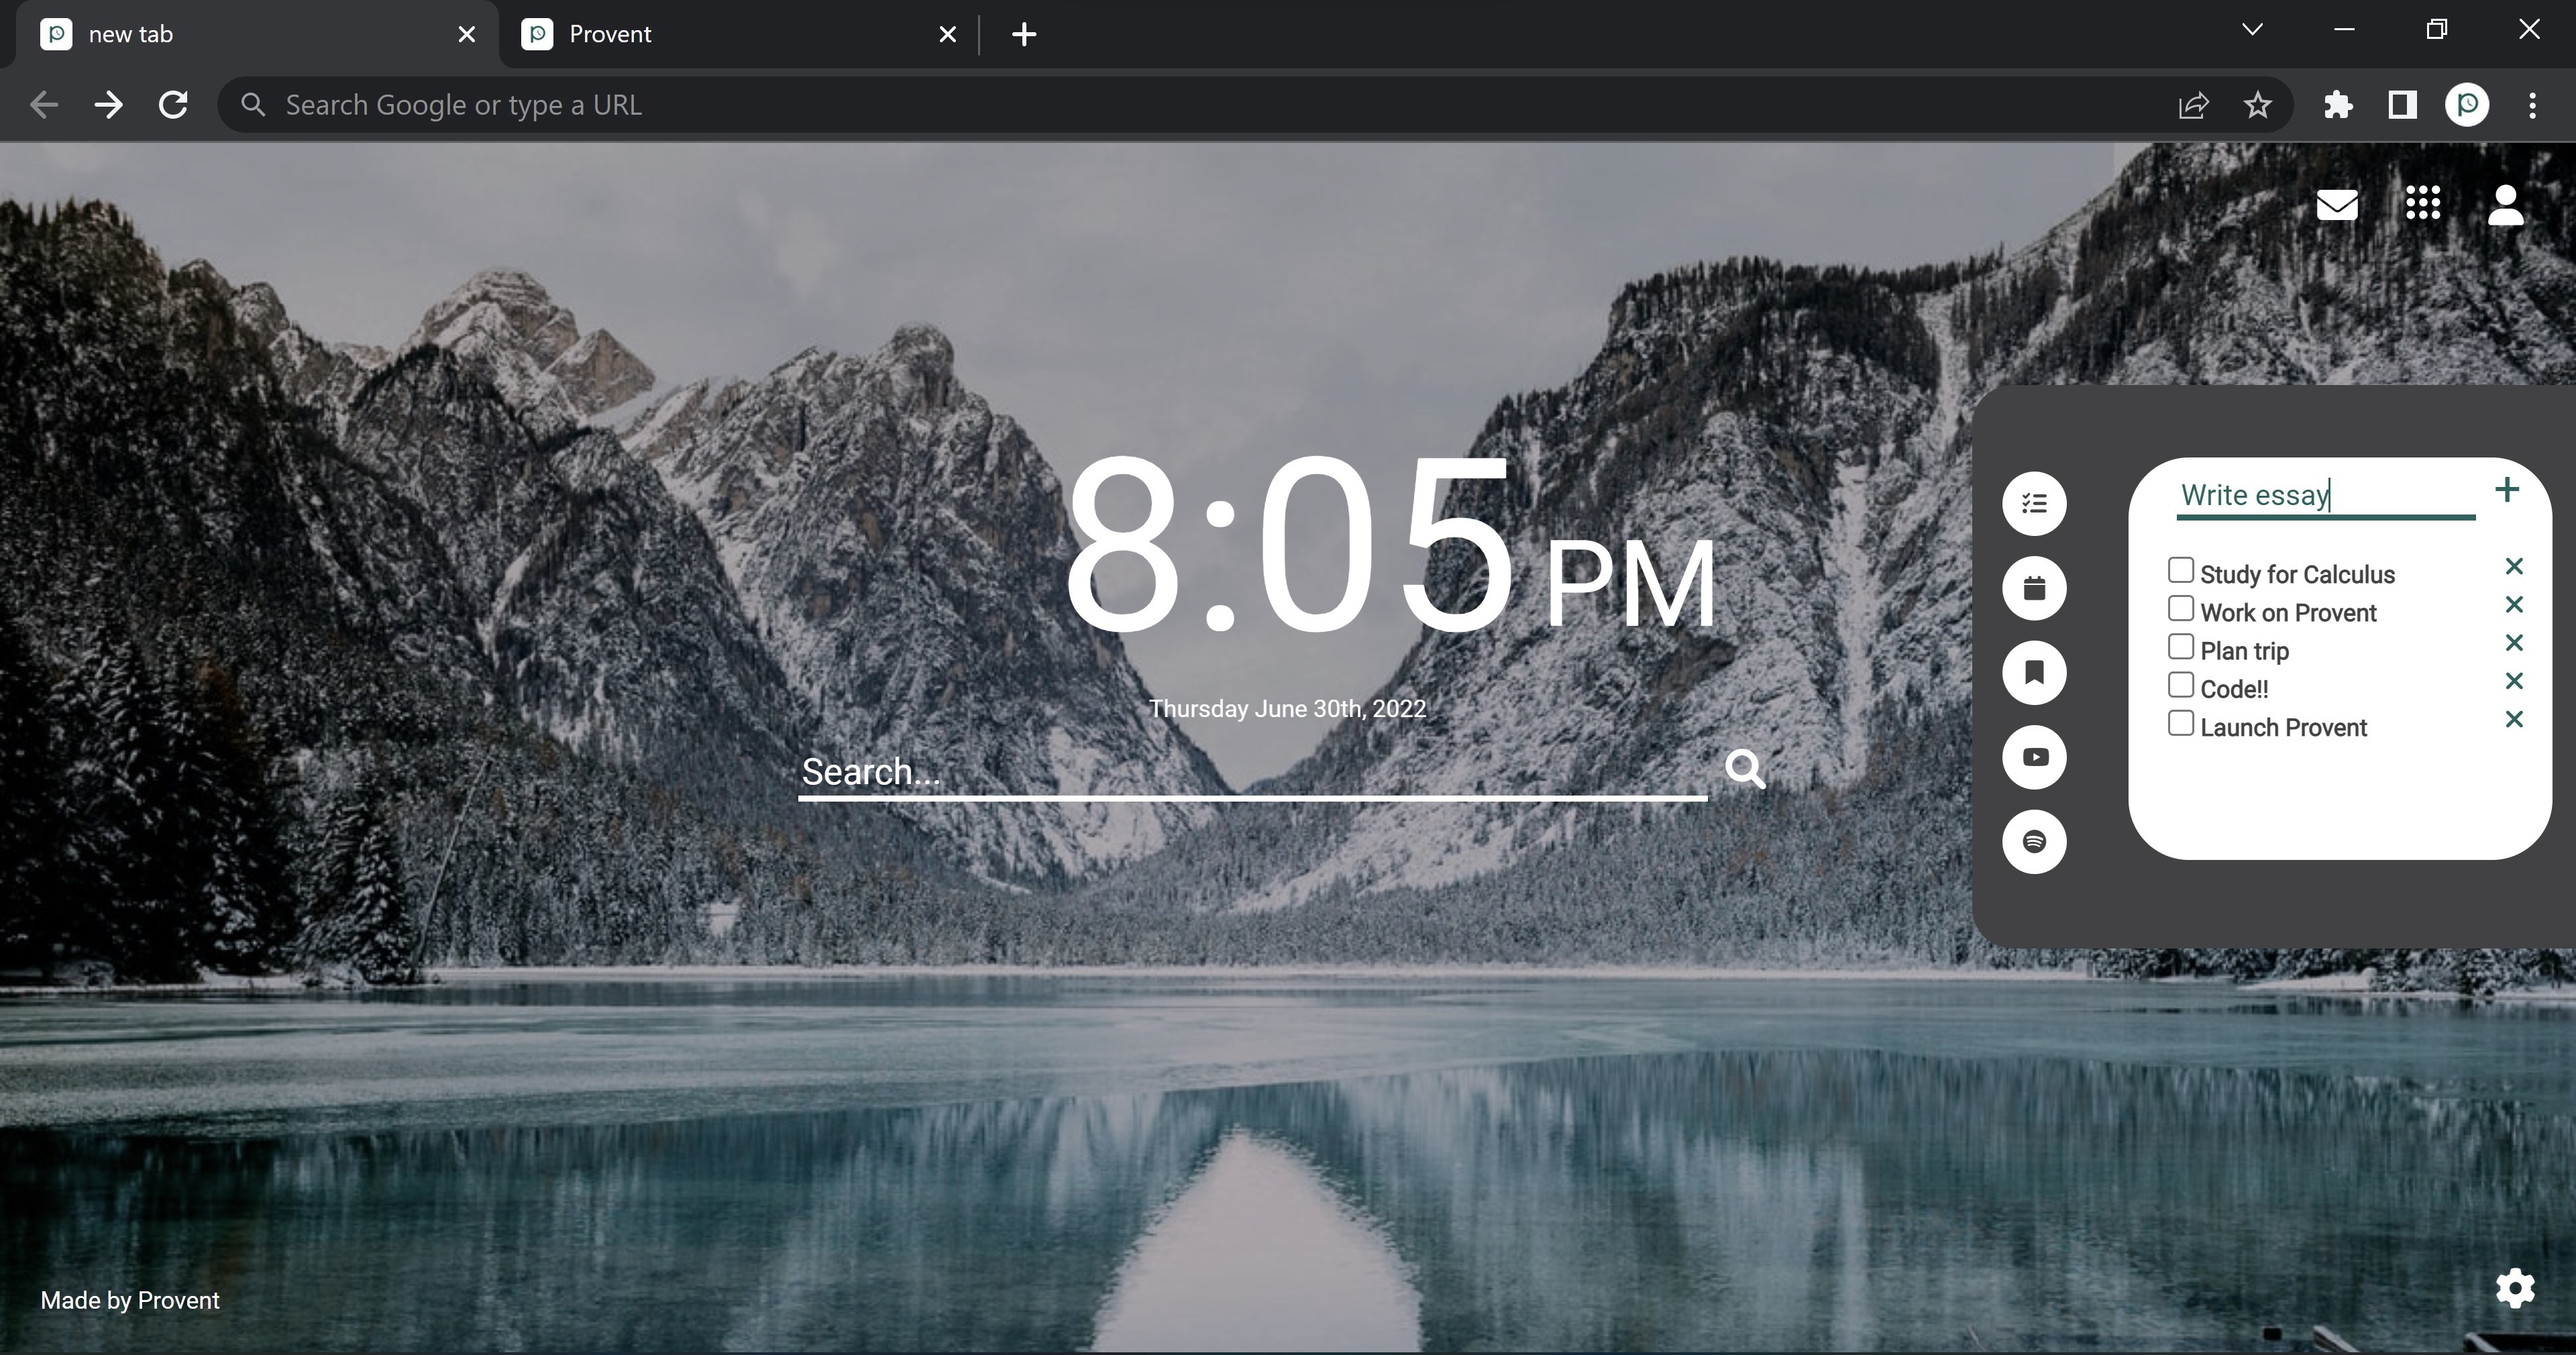 new tab
Provent
Search Google or type a URL
8:05 PM
Thursday June 30th, 2022
Search...
Write essay
Study for Calculus
Work on Provent
Plan trip
Code!!
Launch Provent
Made by Provent